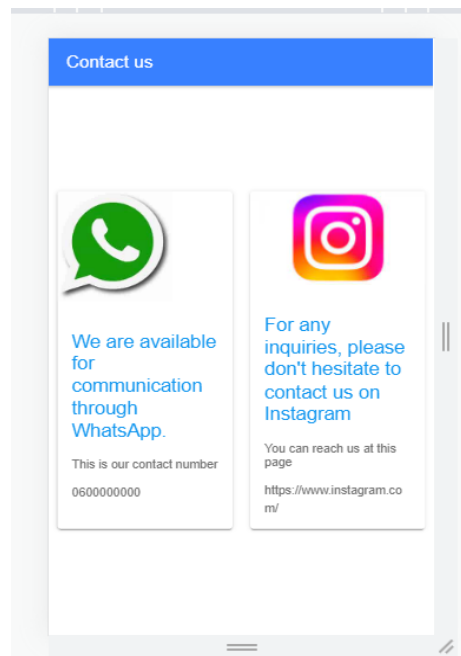 Contact us
We are available
for
communication
through
WhatsApp.
This is our contact number
0600000000
For any
inquiries, please
don't hesitate to
contact us on
Instagram
You can reach us at this
page
https://www.instagram.co
m/